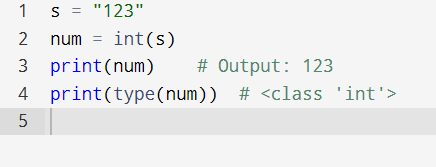 1 s = "123"
2 num = int(s)
3 print(num)    # Output: 123
4 print(type(num))  # <class 'int'>
5